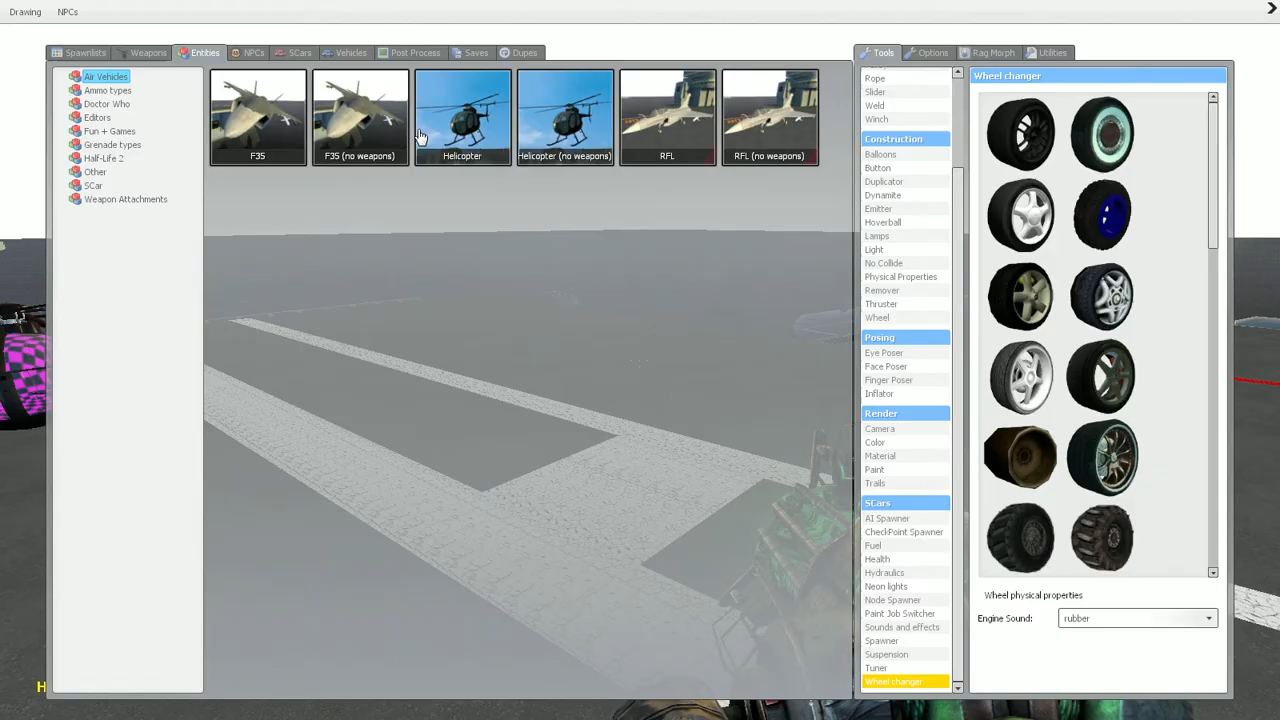 Drawing NPCs
Spawnlists Weapons Entities NPCs SCars Vehicles Post Process Saves Dupes
Air Vehicles
Ammo types
Doctor Who
Editors
Fun + Games
Grenade types
Half-Life 2
Other
SCar
Weapon Attachments
F35
F35 (no weapons)
Helicopter
Helicopter (no weapons)
RFL
RFL (no weapons)
H
Tools Options Rag Morph Utilities
Rope
Slider
Weld
Winch
Construction
Balloons
Button
Duplicator
Dynamite
Emitter
Hoverball
Lamps
Light
No Collide
Physical Properties
Remover
Thruster
Wheel
Posing
Eye Poser
Face Poser
Finger Poser
Inflator
Render
Camera
Color
Material
Paint
Trails
SCars
AI Spawner
CheckPoint Spawner
Fuel
Health
Hydraulics
Neon lights
Node Spawner
Paint Job Switcher
Sounds and effects
Spawner
Suspension
Tuner
Wheel changer
Wheel changer
Wheel physical properties
Engine Sound: rubber